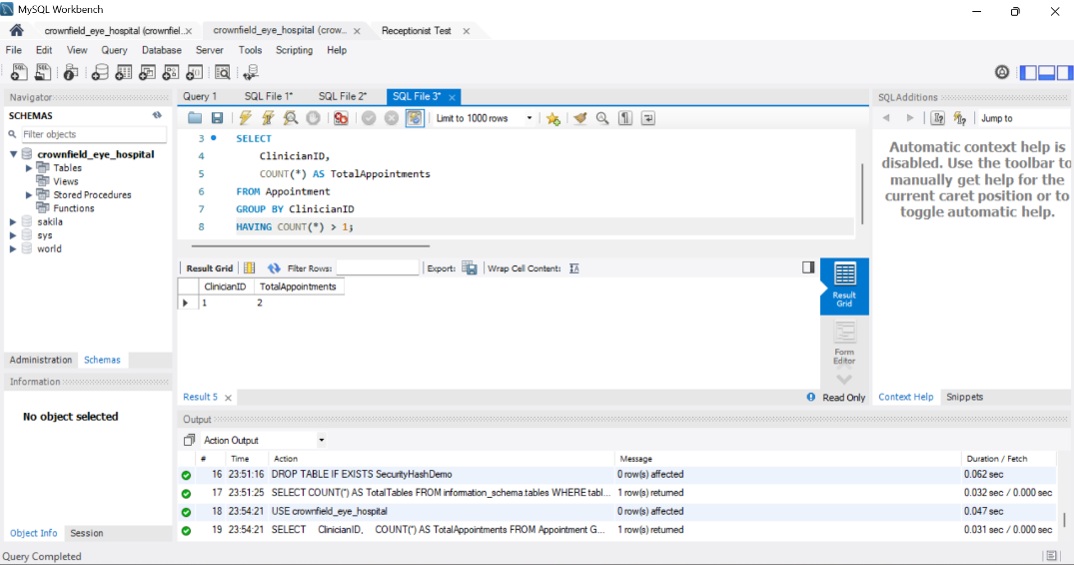 MySQL Workbench
crownfield_eye_hospital (crownfiel... crownfield_eye_hospital (crow... Receptionist Test
File Edit View Query Database Server Tools Scripting Help
Navigator
SCHEMAS
Filter objects
crownfield_eye_hospital
Tables
Views
Stored Procedures
Functions
sakila
sys
world
Administration Schemas
Information
No object selected
Object Info Session
Query 1 SQL File 1* SQL File 2* SQL File 3*
Limit to 1000 rows
3 SELECT
4 ClinicianID,
5 COUNT(*) AS TotalAppointments
6 FROM Appointment
7 GROUP BY ClinicianID
8 HAVING COUNT(*) > 1;
Result Grid Filter Rows: Export: Wrap Cell Content:
ClinicianID TotalAppointments
1 2
Result Grid
Form Editor
Result 5 Read Only
SQLAdditions
Jump to
Automatic context help is
disabled. Use the toolbar to
manually get help for the
current caret position or to
toggle automatic help.
Context Help Snippets
Output
Action Output
# Time Action Message Duration / Fetch
16 23:51:16 DROP TABLE IF EXISTS SecurityHashDemo 0 row(s) affected 0.062 sec
17 23:51:25 SELECT COUNT(*) AS TotalTables FROM information_schema.tables WHERE tabl... 1 row(s) returned 0.032 sec / 0.000 sec
18 23:54:21 USE crownfield_eye_hospital 0 row(s) affected 0.047 sec
19 23:54:21 SELECT ClinicianID, COUNT(*) AS TotalAppointments FROM Appointment G... 1 row(s) returned 0.031 sec / 0.000 sec
Query Completed